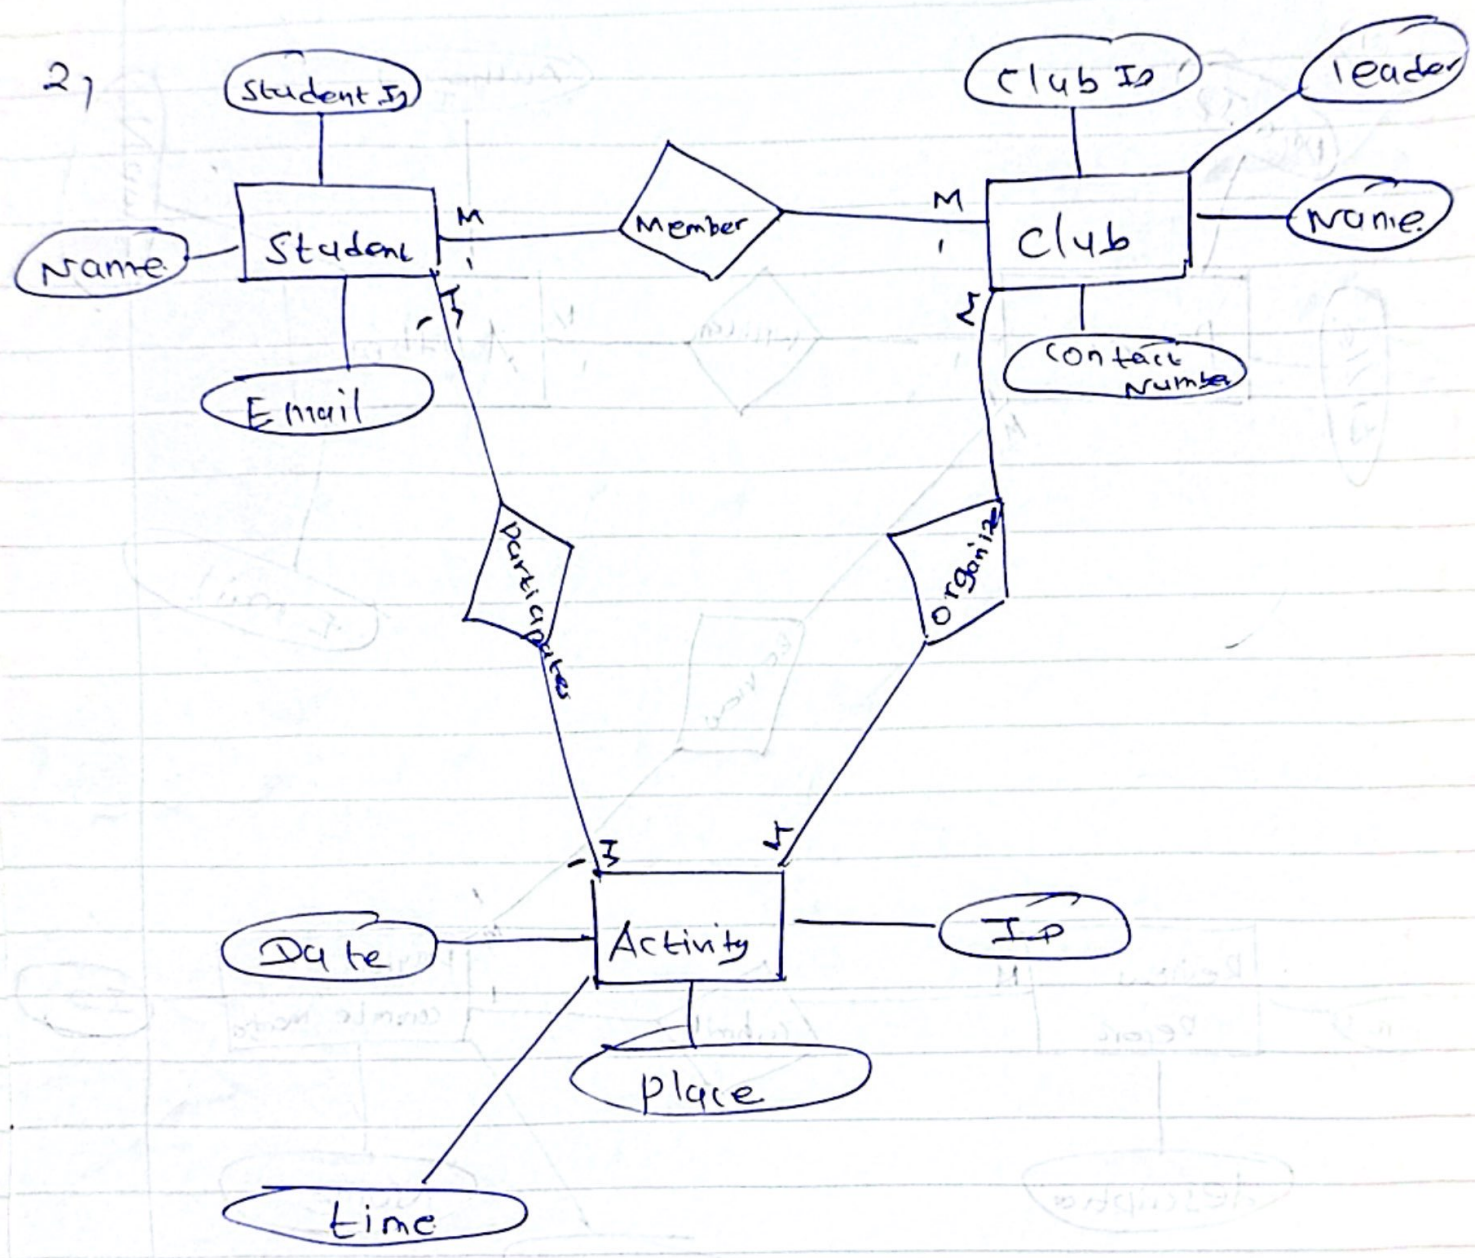 2,
Student ID
Club ID
leader
M
Member
M
Name
Student
Club
Name
Contact
Number
Email
participates
organiz
Activity
Date
ID
place
time